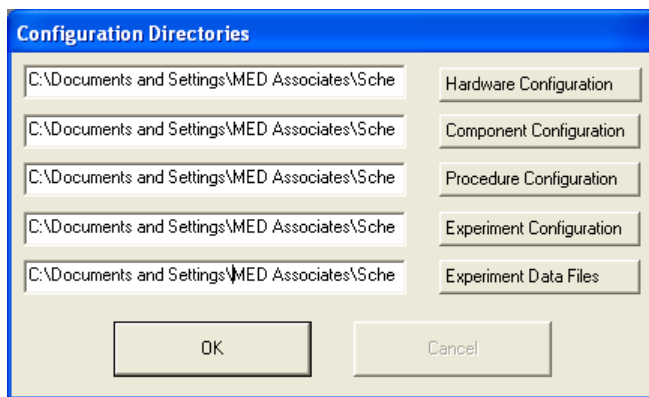 Configuration Directories
C:\Documents and Settings\MED Associates\Sche
Hardware Configuration
C:\Documents and Settings\MED Associates\Sche
Component Configuration
C:\Documents and Settings\MED Associates\Sche
Procedure Configuration
C:\Documents and Settings\MED Associates\Sche
Experiment Configuration
C:\Documents and Settings\MED Associates\Sche
Experiment Data Files
OK
Cancel